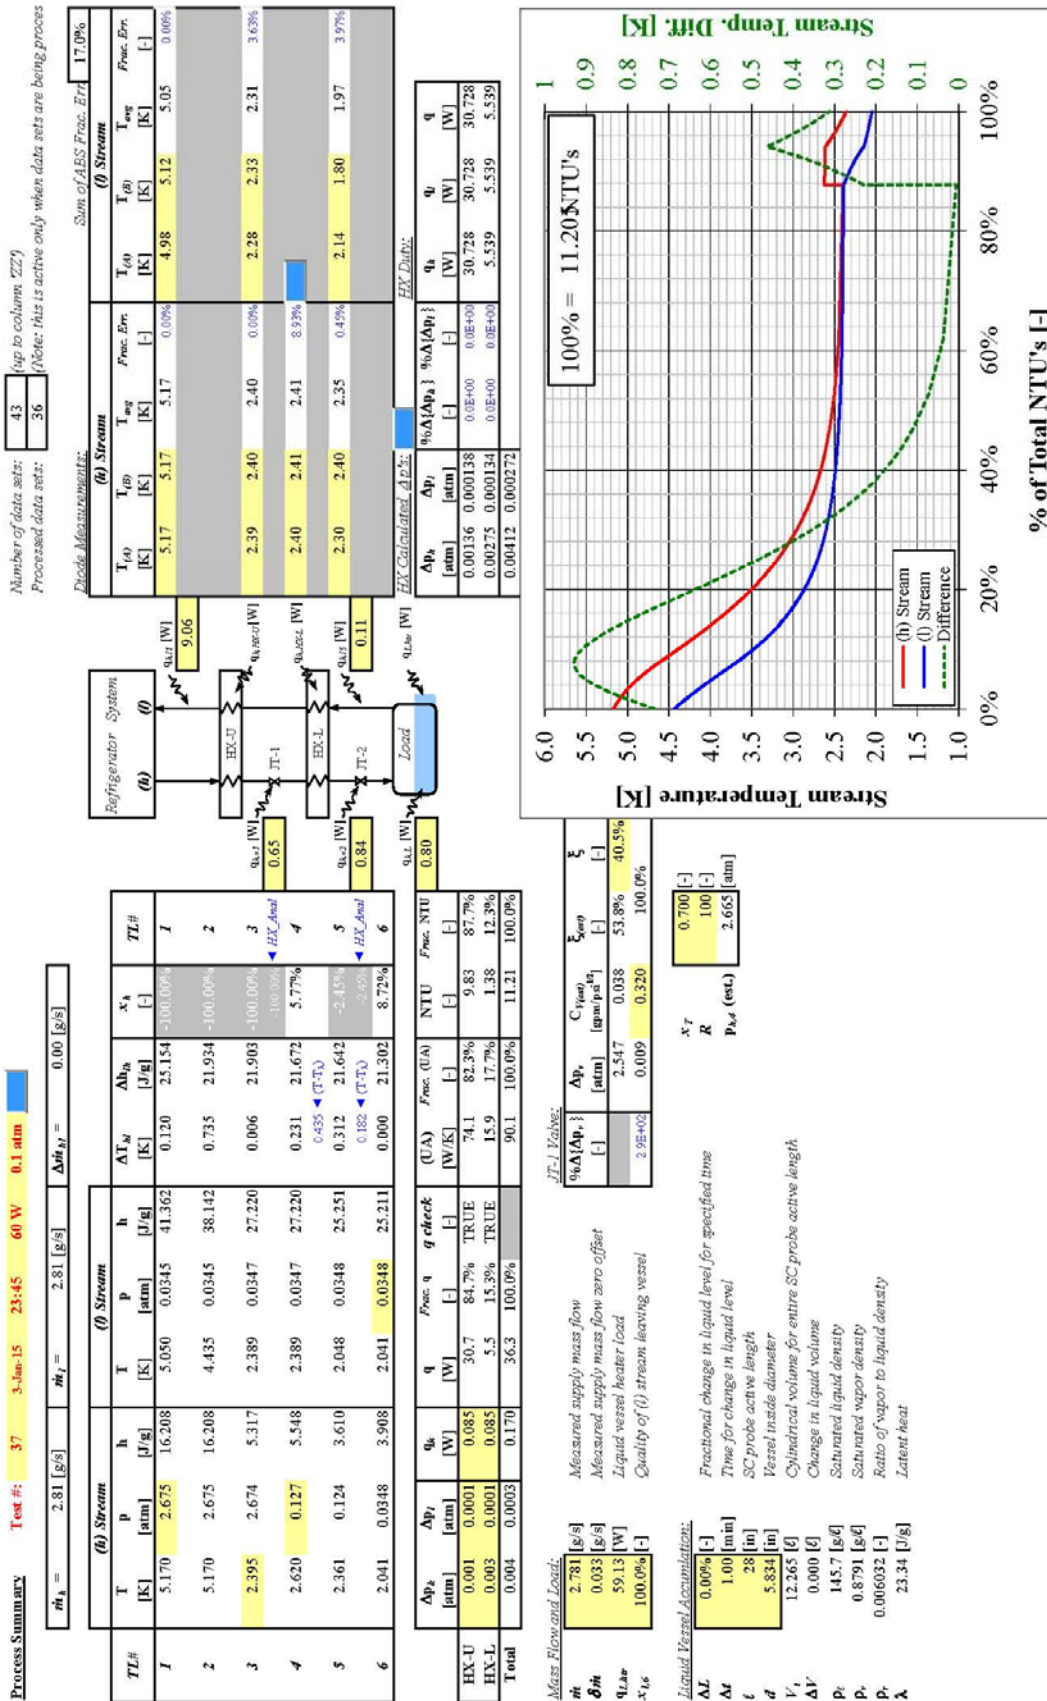 Process Summary Test #: 37 3-Jan-15 23:45 60 W 0.1 atm
Number of data sets: 43 (up to column 'ZZ')
Processed data sets: 36 (Note: this is active only when data sets are being proces
ṁh = 2.81 [g/s] ṁl = 2.81 [g/s] Δṁhl = 0.00 [g/s]
(h) Stream (l) Stream
TL# T p h T p h ΔThl Δhlh xh TL#
[K] [atm] [J/g] [K] [atm] [J/g] [K] [J/g] [-]
1 5.170 2.675 16.208 5.050 0.0345 41.362 0.120 25.154 -100.00% 1
2 5.170 2.675 16.208 4.435 0.0345 38.142 0.735 21.934 -100.00% 2
3 2.395 2.674 5.317 2.389 0.0347 27.220 0.006 21.903 -100.00% 3
-100.00% ◄ HX_Anal
4 2.620 0.127 5.548 2.389 0.0347 27.220 0.231 21.672 5.77% 4
0.435 ◄ (T-Tλ)
5 2.361 0.124 3.610 2.048 0.0348 25.251 0.312 21.642 -2.45% 5
0.182 ◄ (T-Tλ) -2.45% ◄ HX_Anal
6 2.041 0.0348 3.908 2.041 0.0348 25.211 0.000 21.302 8.72% 6
Δph Δpl qk q Frac. q q check (UA) Frac (UA) NTU Frac. NTU
[atm] [atm] [W] [W] [-] [-] [W/K] [-] [-] [-]
HX-U 0.001 0.0001 0.085 30.7 84.7% TRUE 74.1 82.3% 9.83 87.7%
HX-L 0.003 0.0001 0.085 5.5 15.3% TRUE 15.9 17.7% 1.38 12.3%
Total 0.004 0.0003 0.170 36.3 100.0% 90.1 100.0% 11.21 100.0%
Refrigerator System
(h) (l)
HX-U
JT-1
HX-L
JT-2
Load
9.06
0.65
0.84
0.11
0.80
Diode Measurements: Sum of ABS Frac. Err. 17.0%
(h) Stream (l) Stream
T(A) T(B) Tavg Frac. Err. T(A) T(B) Tavg Frac. Err.
[K] [K] [K] [-] [K] [K] [K] [-]
5.17 5.17 5.17 0.00% 4.98 5.12 5.05 0.00%
2.39 2.40 2.40 0.00% 2.28 2.33 2.31 3.63%
2.40 2.41 2.41 8.93%
2.30 2.40 2.35 0.45% 2.14 1.80 1.97 3.97%
HX Calculated Δp's: HX Duty:
Δph Δpl %Δ{Δph} %Δ{Δpl} qh ql q
[atm] [atm] [-] [-] [W] [W] [W]
0.00136 0.000138 0.0E+00 0.0E+00 30.728 30.728 30.728
0.00275 0.000134 0.0E+00 0.0E+00 5.539 5.539 5.539
0.00412 0.000272
Mass Flow and Load:
ṁ 2.781 [g/s] Measured supply mass flow
δṁ 0.033 [g/s] Measured supply mass flow zero offset
59.13 [W] Liquid vessel heater load
100.0% [-] Quality of (l) stream leaving vessel
Liquid Vessel Accumlation:
ΔL 0.00% [-] Fractional change in liquid level for specified time
Δt 1.00 [min] Time for change in liquid level
ℓ 28 [in] SC probe active length
d 5.834 [in] Vessel inside diameter
12.265 [ℓ] Cylindrical volume for entire SC probe active length
ΔV 0.000 [ℓ] Change in liquid volume
ρℓ 145.7 [g/ℓ] Saturated liquid density
ρv 0.8791 [g/ℓ] Saturated vapor density
ρr 0.006032 [-] Ratio of vapor to liquid density
λ 23.34 [J/g] Latent heat
JT-1 Valve:
%Δ{Δpv} Δpv ξ
[-] [atm] [gpm/psi1/2] [-] [-]
2.547 0.038 53.8% 40.5%
2.9E+02 0.009 0.320 100.0%
xT 0.700 [-]
R 100 [-]
(est.) 2.665 [atm]
Stream Temperature [K]
6.0
5.5
5.0
4.5
4.0
3.5
3.0
2.5
2.0
1.5
1.0
100% = 11.205 NTU's
(h) Stream
(l) Stream
Difference
Stream Temp. Diff. [K]
1
0.9
0.8
0.7
0.6
0.5
0.4
0.3
0.2
0.1
0
0% 20% 40% 60% 80% 100%
% of Total NTU's [-]